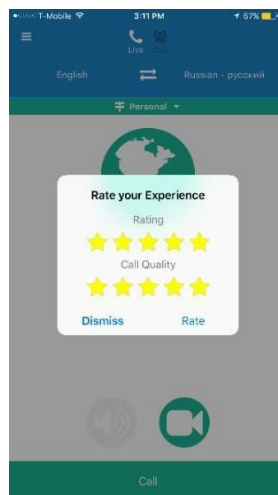 T-Mobile 3:11 PM 67%
Live Call
English Russian - русский
Personal
Rate your Experience
Rating
Call Quality
Dismiss Rate
Call